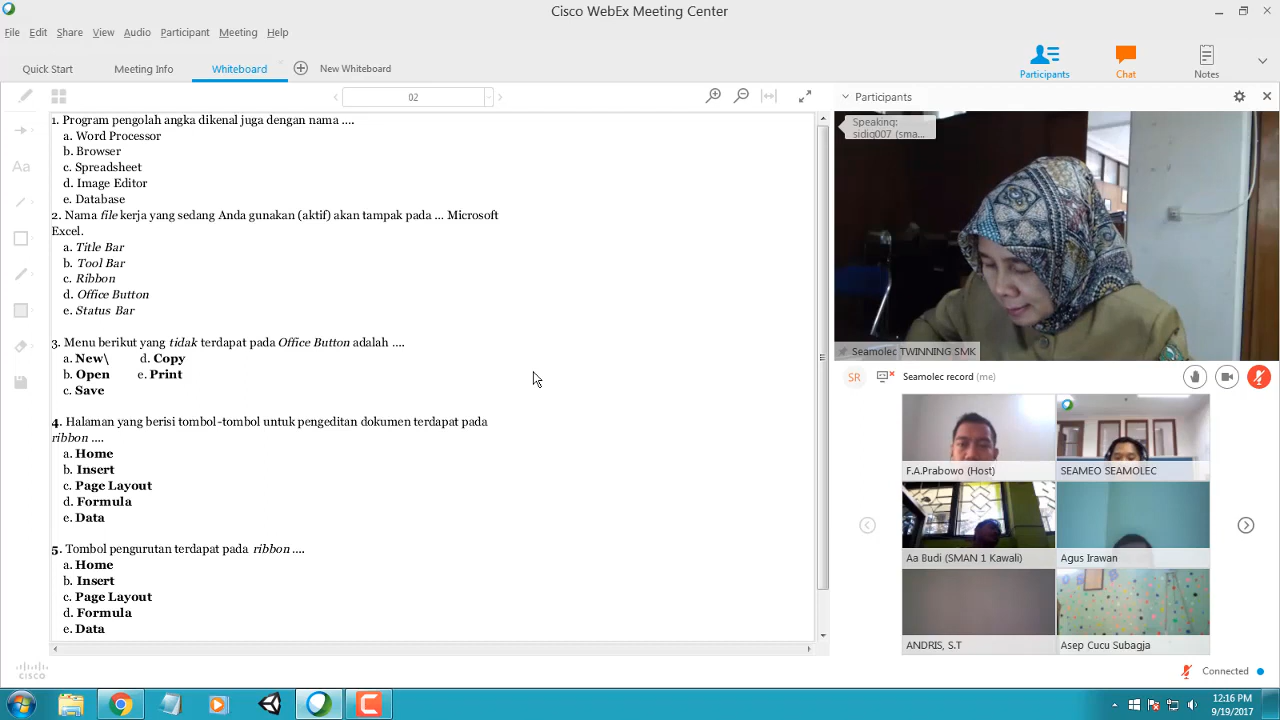 Cisco WebEx Meeting Center
File Edit Share View Audio Participant Meeting Help
Quick Start Meeting Info Whiteboard New Whiteboard
Participants Chat Notes
02
Aa
1. Program pengolah angka dikenal juga dengan nama ....
a. Word Processor
b. Browser
c. Spreadsheet
d. Image Editor
e. Database
2. Nama file kerja yang sedang Anda gunakan (aktif) akan tampak pada ... Microsoft
Excel.
a. Title Bar
b. Tool Bar
c. Ribbon
d. Office Button
e. Status Bar
3. Menu berikut yang tidak terdapat pada Office Button adalah ....
a. New\ d. Copy
b. Open e. Print
c. Save
4. Halaman yang berisi tombol-tombol untuk pengeditan dokumen terdapat pada
ribbon ....
a. Home
b. Insert
c. Page Layout
d. Formula
e. Data
5. Tombol pengurutan terdapat pada ribbon ....
a. Home
b. Insert
c. Page Layout
d. Formula
e. Data
cisco
Participants
Speaking:
sidiq007 (sma...
Seamolec TWINNING SMK
SR Seamolec record (me)
F.A.Prabowo (Host) SEAMEO SEAMOLEC
Aa Budi (SMAN 1 Kawali) Agus Irawan
ANDRIS, S.T Asep Cucu Subagja
Connected
12:16 PM
9/19/2017